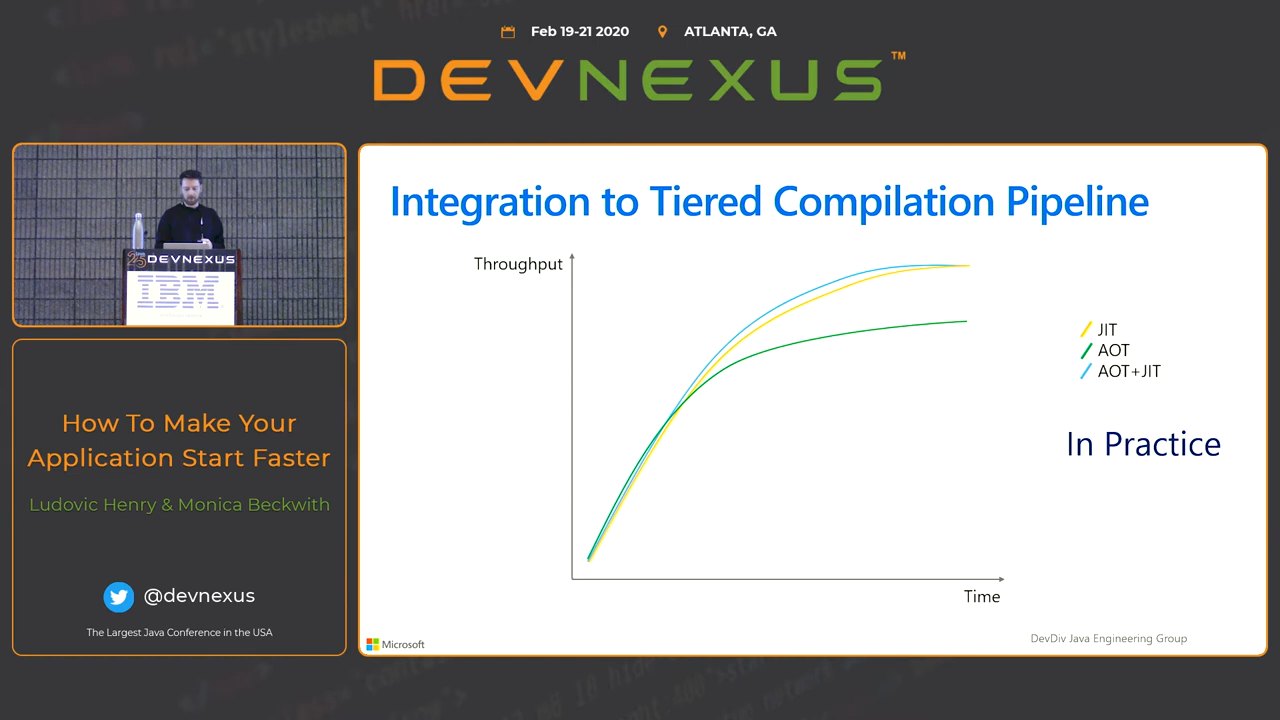 Feb 19-21 2020
ATLANTA, GA
DEVNEXUS™
25 DEVNEXUS
IBM
How To Make Your
Application Start Faster
Ludovic Henry & Monica Beckwith
@devnexus
The Largest Java Conference in the USA
Integration to Tiered Compilation Pipeline
Throughput
JIT
AOT
AOT+JIT
In Practice
Time
Microsoft
DevDiv Java Engineering Group